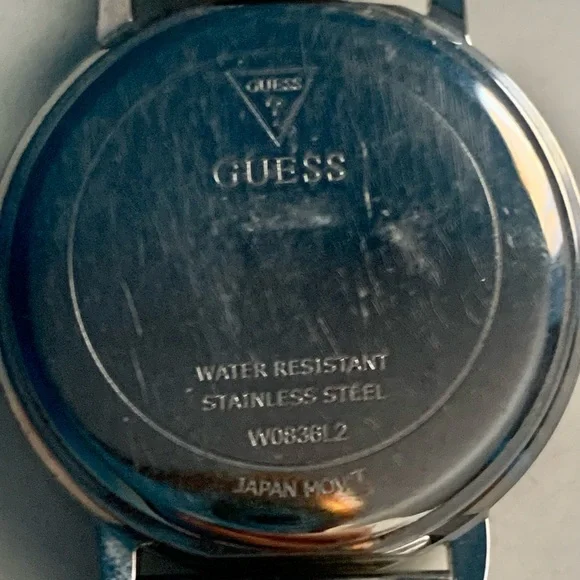 GUESS
?
GUESS
WATER RESISTANT
STAINLESS STEEL
W0836L2
JAPAN MOV'T